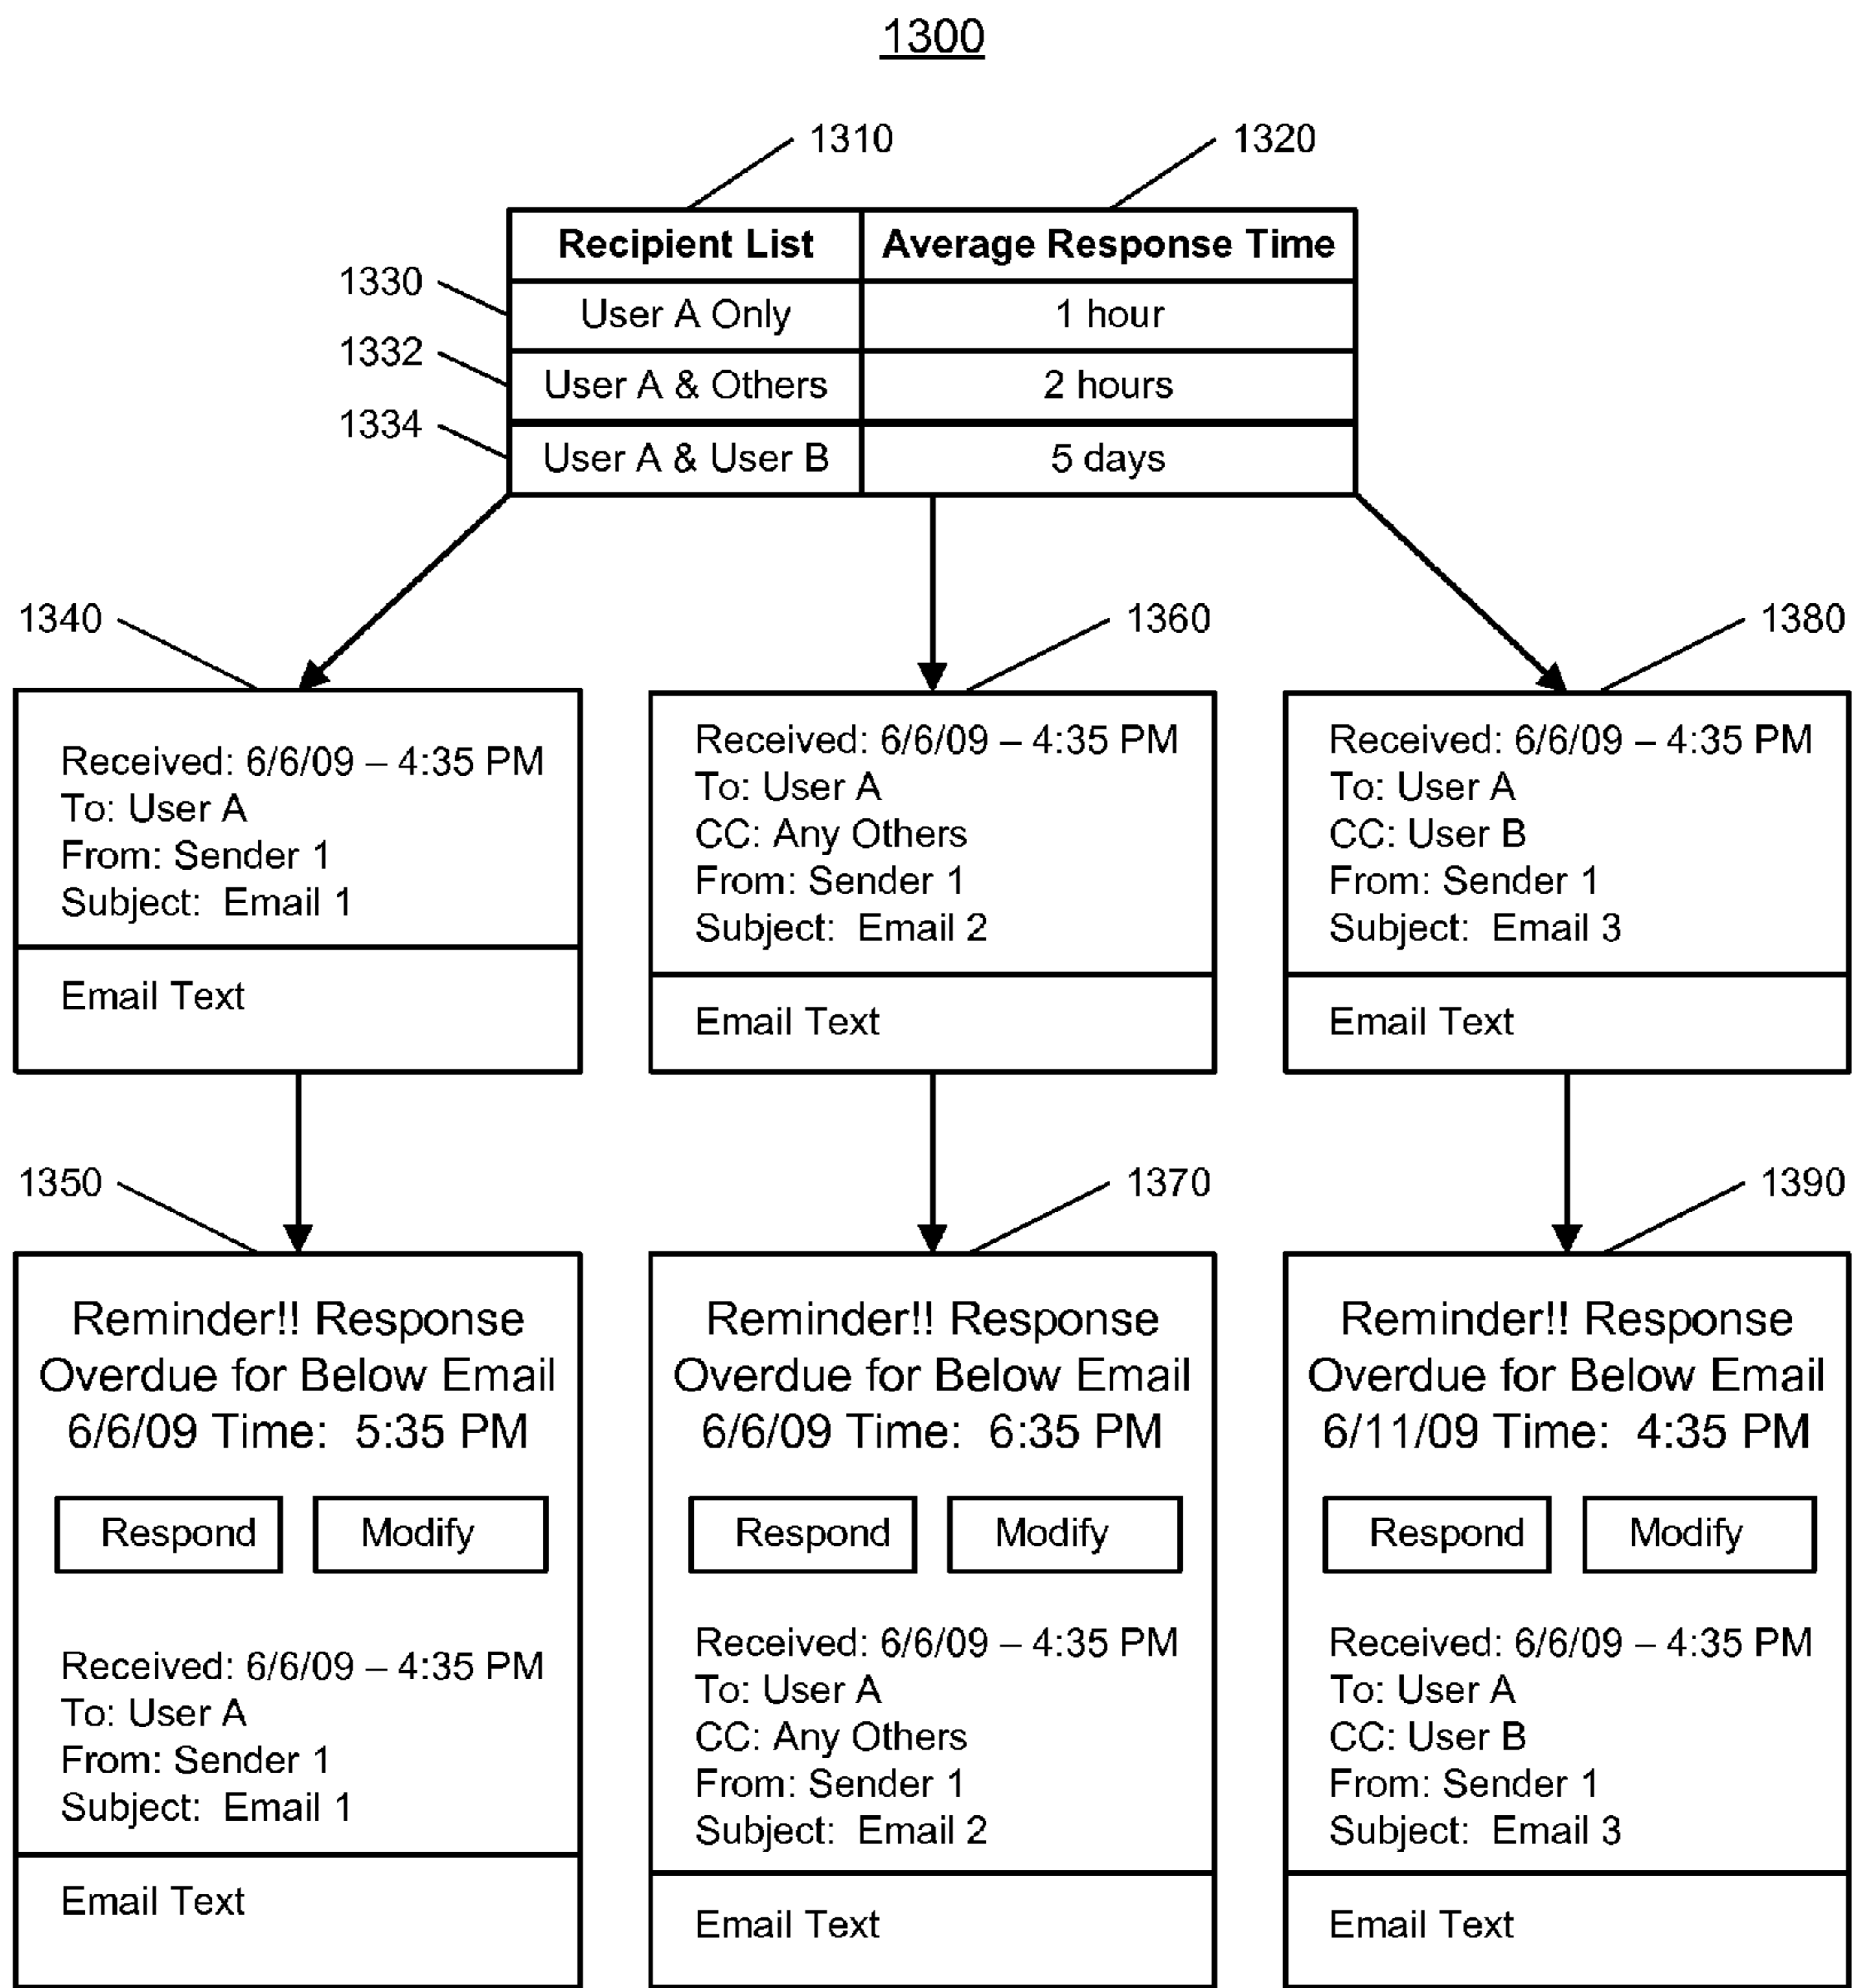 1300
1310
1320
Recipient List
Average Response Time
1330
User A Only
1 hour
1332
User A & Others
2 hours
1334
User A & User B
5 days
1340
Received: 6/6/09 – 4:35 PM
To: User A
From: Sender 1
Subject: Email 1
Email Text
1360
Received: 6/6/09 – 4:35 PM
To: User A
CC: Any Others
From: Sender 1
Subject: Email 2
Email Text
1380
Received: 6/6/09 – 4:35 PM
To: User A
CC: User B
From: Sender 1
Subject: Email 3
Email Text
1350
Reminder!! Response
Overdue for Below Email
6/6/09 Time: 5:35 PM
Respond
Modify
Received: 6/6/09 – 4:35 PM
To: User A
From: Sender 1
Subject: Email 1
Email Text
1370
Reminder!! Response
Overdue for Below Email
6/6/09 Time: 6:35 PM
Respond
Modify
Received: 6/6/09 – 4:35 PM
To: User A
CC: Any Others
From: Sender 1
Subject: Email 2
Email Text
1390
Reminder!! Response
Overdue for Below Email
6/11/09 Time: 4:35 PM
Respond
Modify
Received: 6/6/09 – 4:35 PM
To: User A
CC: User B
From: Sender 1
Subject: Email 3
Email Text